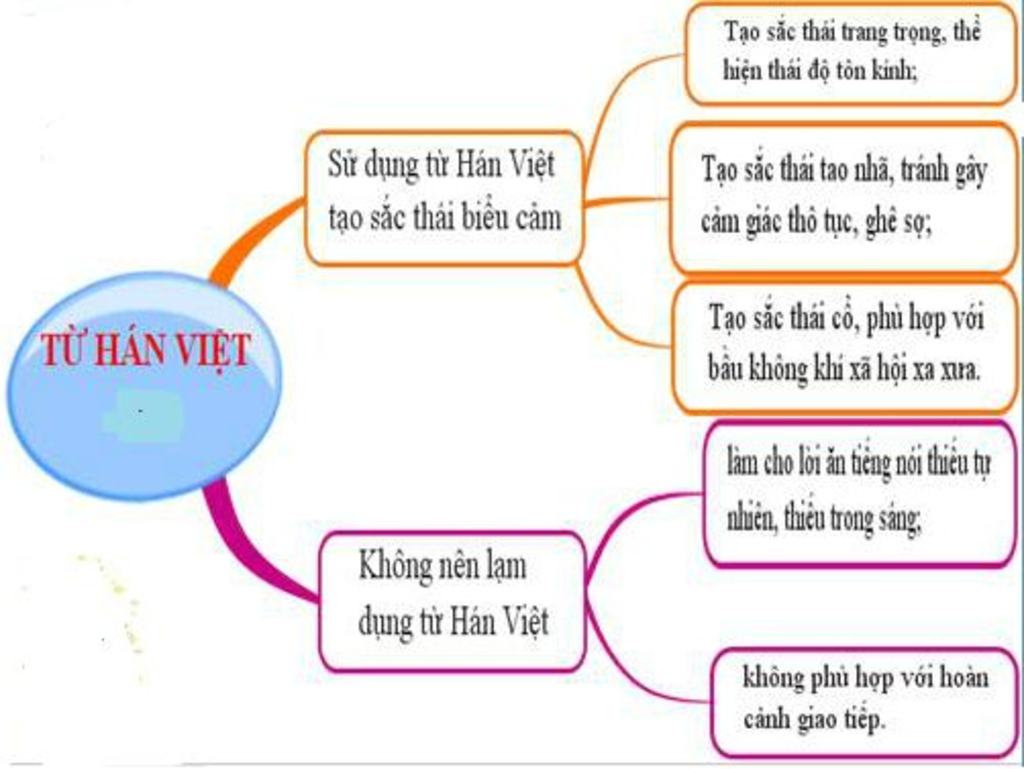 TỪ HÁN VIỆT
Sử dụng từ Hán Việt
tạo sắc thái biểu cảm
Tạo sắc thái trang trọng, thể
hiện thái độ tôn kính;
Tạo sắc thái tao nhã, tránh gây
cảm giác thô tục, ghê sợ;
Tạo sắc thái cổ, phù hợp với
bầu không khí xã hội xa xưa.
Không nên lạm
dụng từ Hán Việt
làm cho lời ăn tiếng nói thiếu tự
nhiên, thiếu trong sáng;
không phù hợp với hoàn
cảnh giao tiếp.